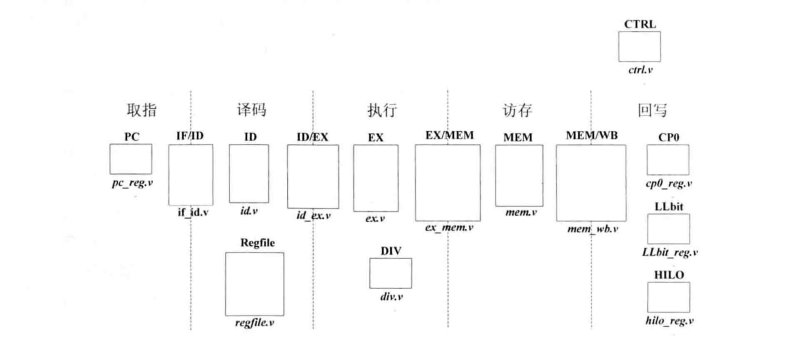 CTRL
ctrl.v
取指 译码 执行 访存 回写
PC IF/ID ID ID/EX EX EX/MEM MEM MEM/WB CP0
pc_reg.v if_id.v id.v id_ex.v ex.v ex_mem.v mem.v mem_wb.v cp0_reg.v
LLbit
Regfile DIV LLbit_reg.v
div.v HILO
regfile.v hilo_reg.v